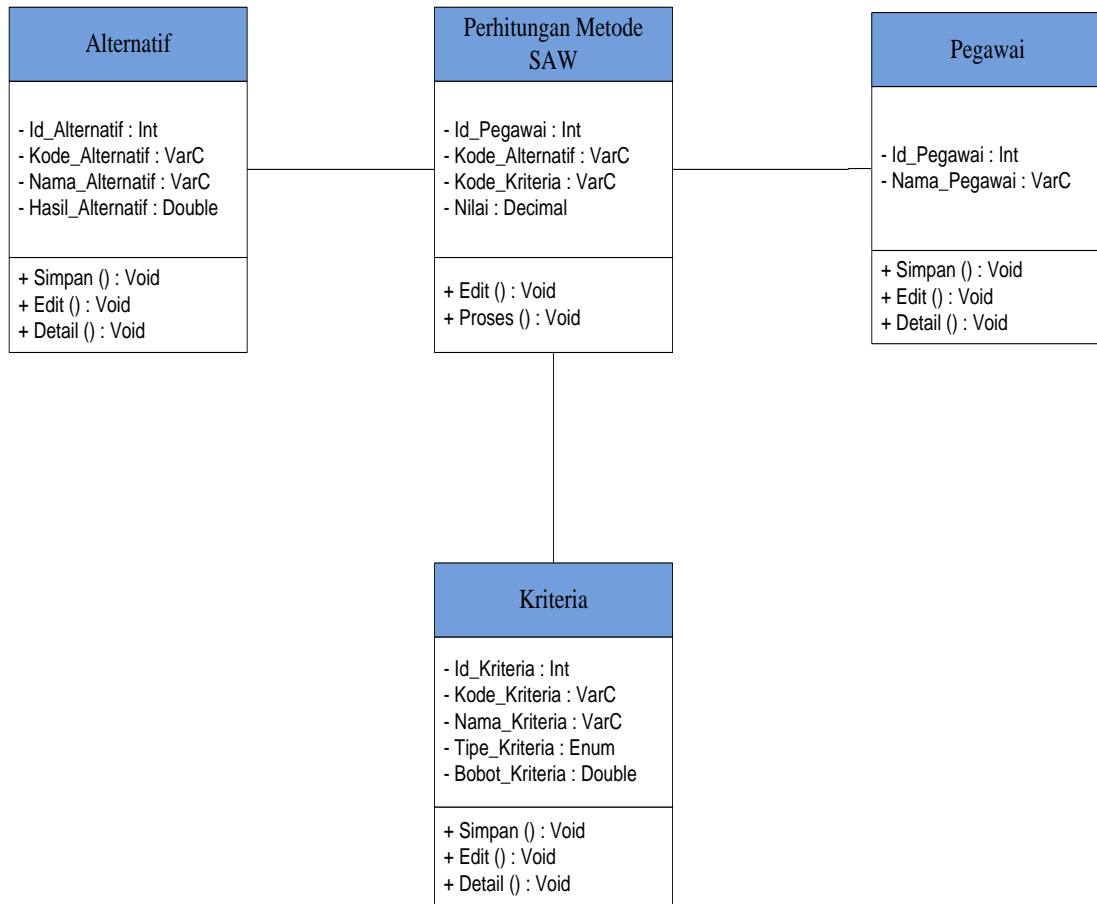 Alternatif
- Id_Alternatif : Int
- Kode_Alternatif : VarC
- Nama_Alternatif : VarC
- Hasil_Alternatif : Double
+ Simpan () : Void
+ Edit () : Void
+ Detail () : Void
Perhitungan Metode
SAW
- Id_Pegawai : Int
- Kode_Alternatif : VarC
- Kode_Kriteria : VarC
- Nilai : Decimal
+ Edit () : Void
+ Proses () : Void
Pegawai
- Id_Pegawai : Int
- Nama_Pegawai : VarC
+ Simpan () : Void
+ Edit () : Void
+ Detail () : Void
Kriteria
- Id_Kriteria : Int
- Kode_Kriteria : VarC
- Nama_Kriteria : VarC
- Tipe_Kriteria : Enum
- Bobot_Kriteria : Double
+ Simpan () : Void
+ Edit () : Void
+ Detail () : Void